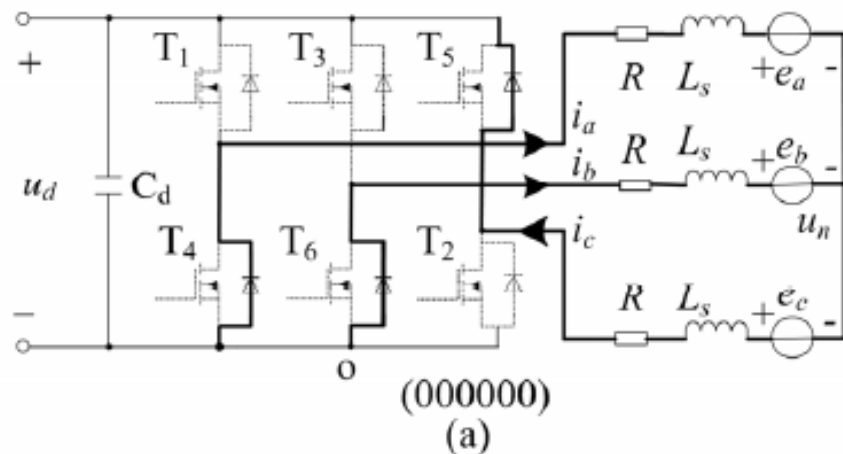 T1 T3 T5
+ R Ls + ea -
ia
R Ls + eb -
ib
ud Cd un
T4 T6 T2 ic
R Ls + ec -
–
o
(000000)
(a)